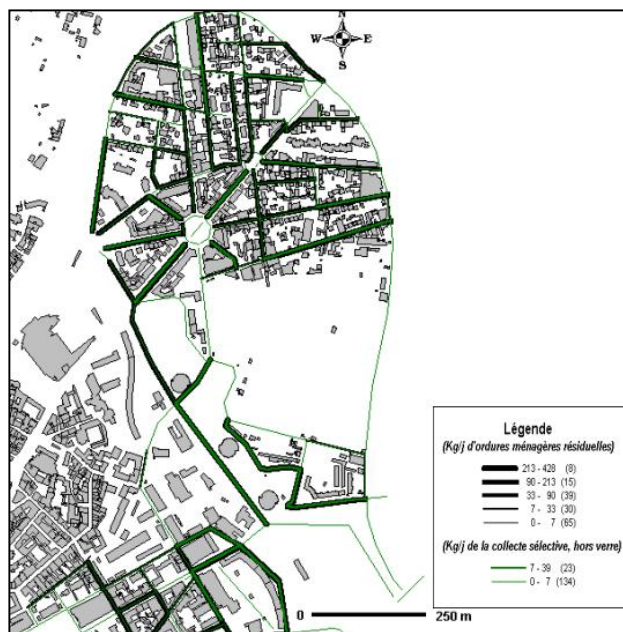 N
W E
S
Légende
(Kg/j d'ordures ménagères résiduelles)
213 - 428 (8)
90 - 213 (15)
33 - 90 (39)
7 - 33 (30)
0 - 7 (65)
(Kg/j de la collecte sélective, hors verre)
7 - 39 (23)
0 - 7 (134)
0 250 m